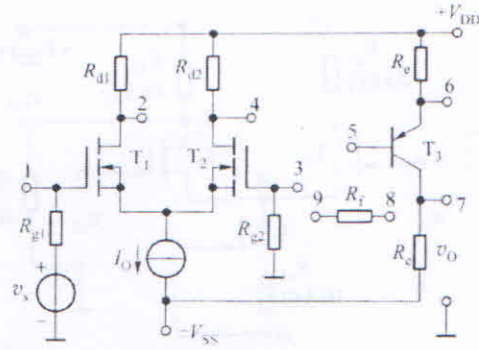 +V_DD
R_d1
R_d2
R_e
2
4
6
5
T_1
T_2
T_3
1
3
9
R_f
8
7
R_g1
R_g2
I_O
R_c
v_O
+
v_s
-
-V_SS